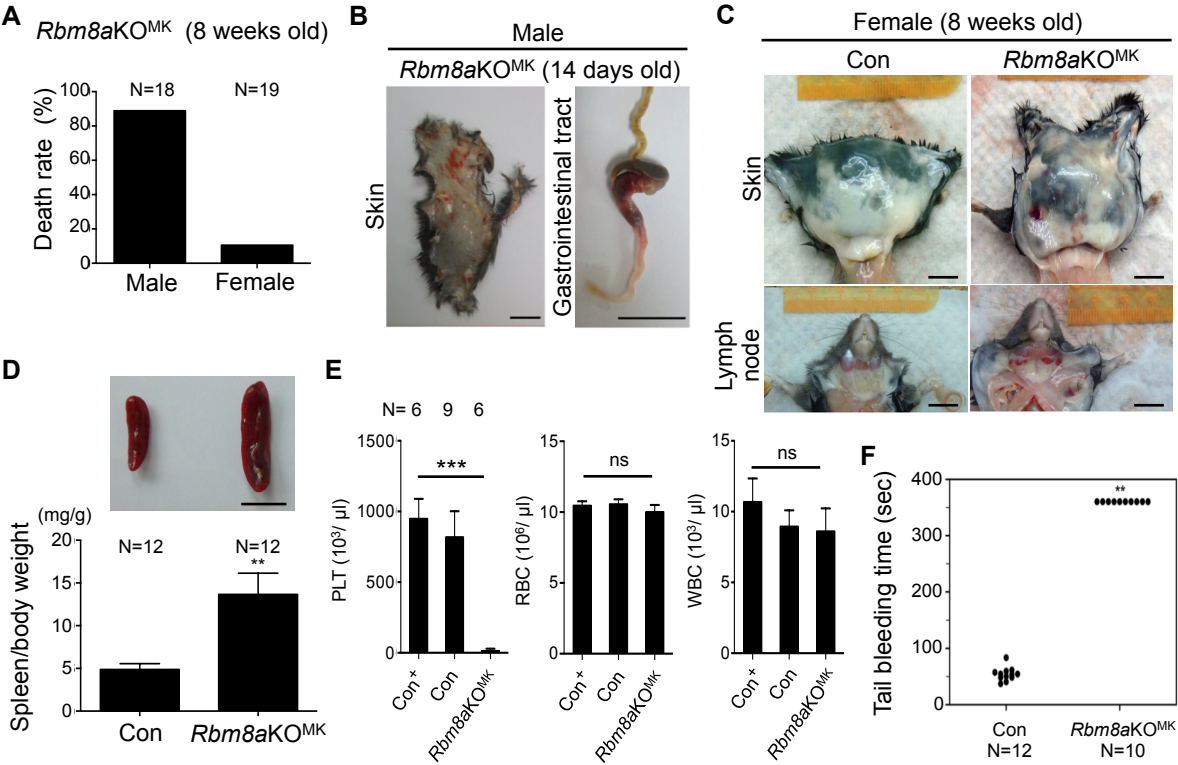 A
Rbm8aKOᴹᴷ (8 weeks old)
N=18 N=19
Death rate (%)
100
80
60
40
20
0
Male Female
B
Male
Rbm8aKOᴹᴷ (14 days old)
Skin
Gastrointestinal tract
C
Female (8 weeks old)
Con Rbm8aKOᴹᴷ
Skin
Lymph
node
D
(mg/g)
Spleen/body weight
20
15
10
5
0
N=12 N=12
**
Con Rbm8aKOᴹᴷ
E
N= 6 9 6
PLT (10³/ µl)
1500
1000
500
0
***
Con⁺ Con Rbm8aKOᴹᴷ
RBC (10⁶/ µl)
15
10
5
0
ns
Con⁺ Con Rbm8aKOᴹᴷ
WBC (10³/ µl)
15
10
5
0
ns
Con⁺ Con Rbm8aKOᴹᴷ
F
Tail bleeding time (sec)
400
300
200
100
0
**
Con Rbm8aKOᴹᴷ
N=12 N=10